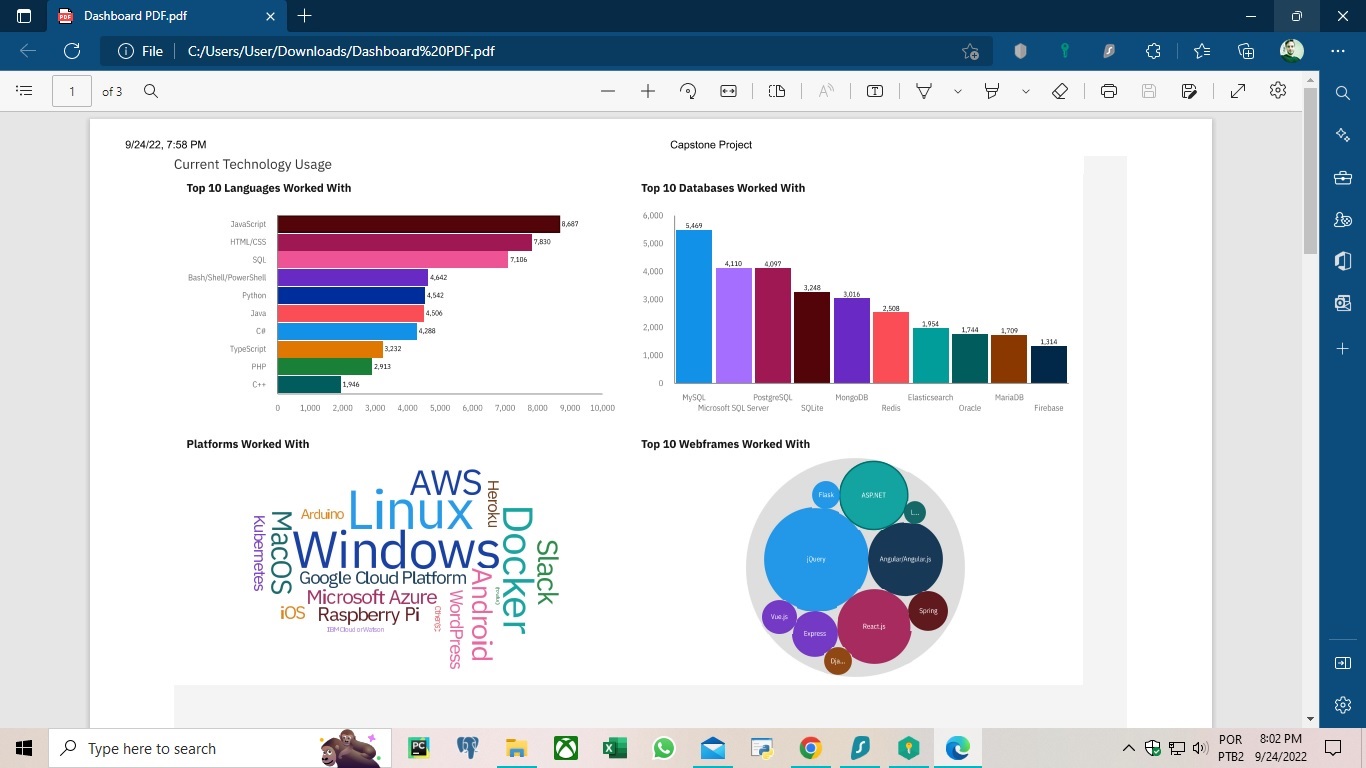 Dashboard PDF.pdf
File
C:/Users/User/Downloads/Dashboard%20PDF.pdf
1 of 3
9/24/22, 7:58 PM
Capstone Project
Current Technology Usage
Top 10 Languages Worked With
JavaScript 8,687
HTML/CSS 7,830
SQL 7,106
Bash/Shell/PowerShell 4,642
Python 4,542
Java 4,506
C# 4,288
TypeScript 3,232
PHP 2,913
C++ 1,946
0 1,000 2,000 3,000 4,000 5,000 6,000 7,000 8,000 9,000 10,000
Top 10 Databases Worked With
6,000
5,000
4,000
3,000
2,000
1,000
0
5,469
4,110
4,097
3,248
3,016
2,508
1,954
1,744
1,709
1,314
MySQL
Microsoft SQL Server
PostgreSQL
SQLite
MongoDB
Redis
Elasticsearch
Oracle
MariaDB
Firebase
Platforms Worked With
AWS
Heroku
Arduino
Linux
Docker
Kubernetes
MacOS
Windows
Slack
Google Cloud Platform
Android
Microsoft Azure
WordPress
iOS
Raspberry Pi
IBM Cloud or Watson
Top 10 Webframes Worked With
Flask
ASP.NET
L...
jQuery
Angular/Angular.js
Vue.js
Express
React.js
Spring
Dja...
Type here to search
POR
PTB2
8:02 PM
9/24/2022